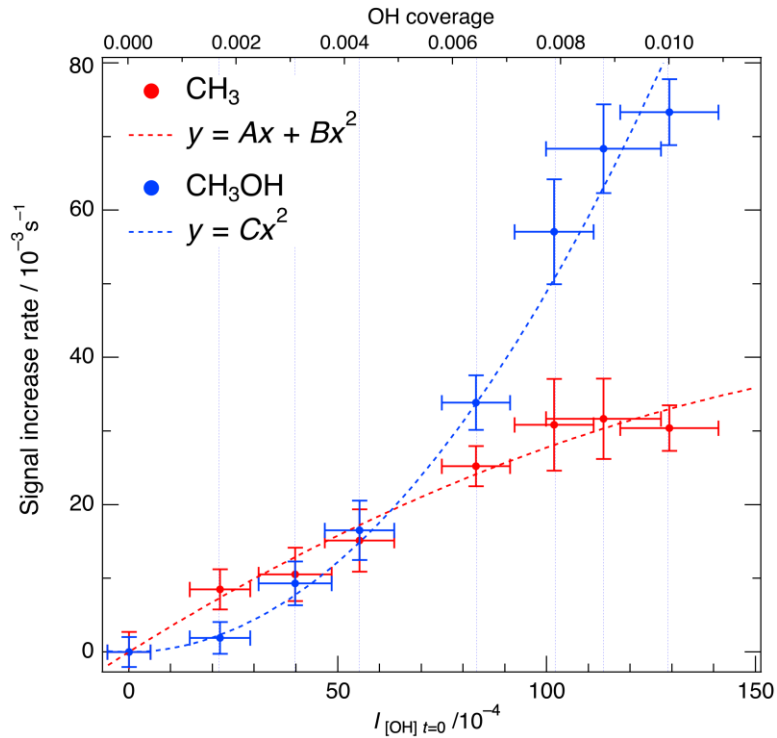 OH coverage
0.000 0.002 0.004 0.006 0.008 0.010
80
60
40
20
0
Signal increase rate / 10⁻³ s⁻¹
CH₃
y = Ax + Bx²
CH₃OH
y = Cx²
0 50 100 150
I [OH] t=0 /10⁻⁴